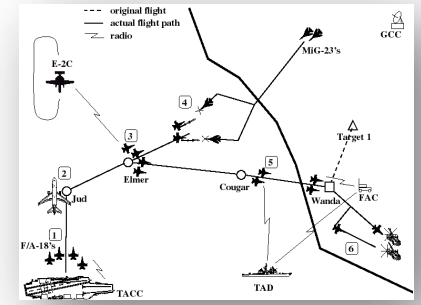 original flight
actual flight path
radio
GCC
MiG-23's
E-2C
4
Target 1
3
5
2
Elmer
Cougar
FAC
Jud
Wanda
1
F/A-18's
6
TACC
TAD